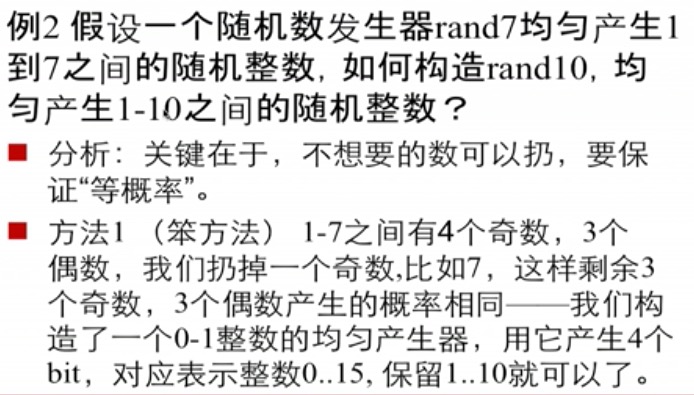 例2 假设一个随机数发生器rand7均匀产生1
到7之间的随机整数，如何构造rand10，均
匀产生1-10之间的随机整数？
分析：关键在于，不想要的数可以扔，要保
证“等概率”。
方法1 （笨方法） 1-7之间有4个奇数，3个
偶数，我们扔掉一个奇数,比如7，这样剩余3
个奇数，3个偶数产生的概率相同——我们构
造了一个0-1整数的均匀产生器，用它产生4个
bit，对应表示整数0..15, 保留1..10就可以了。